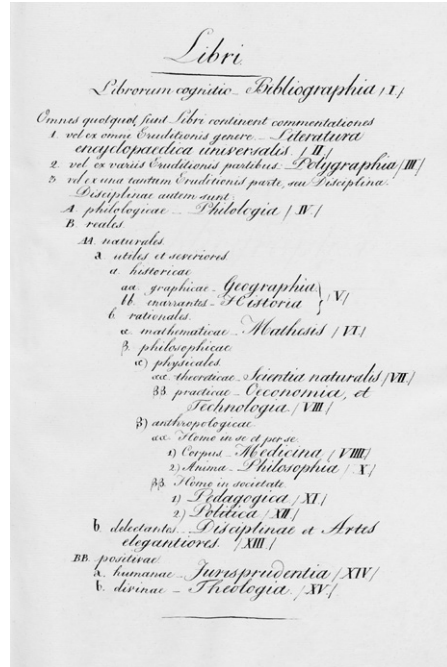 Libri.
Librorum cognitio – Bibliographia /I/
Omnes quotquot sunt Libri continent commentationes
1. vel ex omni Eruditionis genere – Literatura
encyclopaedica universales /II/
2. vel ex variis Eruditionis partibus – Polygraphia /III/
3. vel ex una tantum Eruditionis parte, seu Disciplina.
Disciplinae autem sunt:
A. philologicae – Philologia /IV./
B. reales.
AA. naturales.
a. utiles et severiores
a. historicae
aa graphicae – Geographia
bb enarrantes – Historia } V/
b. rationales.
α. mathematicae – Mathesis /VI./
β. philosophicae
α) physicales.
αα. theoreticae – Scientia naturalis /VII./
ββ. practicae – Oeconomia, et
Technologia. /VIII./
β) anthropologicae
αα. Homo in se et per se.
1) Corpus – Medicina /VIIII/
2) Anima – Philosophia /X/
ββ. Homo in societate
1) Pedagogica /XI/
2) Politica /XII/
b. delectantes. – Disciplinae et Artes
elegantiores. /XIII./
BB. positivae.
a. humanae – Jurisprudentia /XIV/
b. divinae – Theologia. /XV./